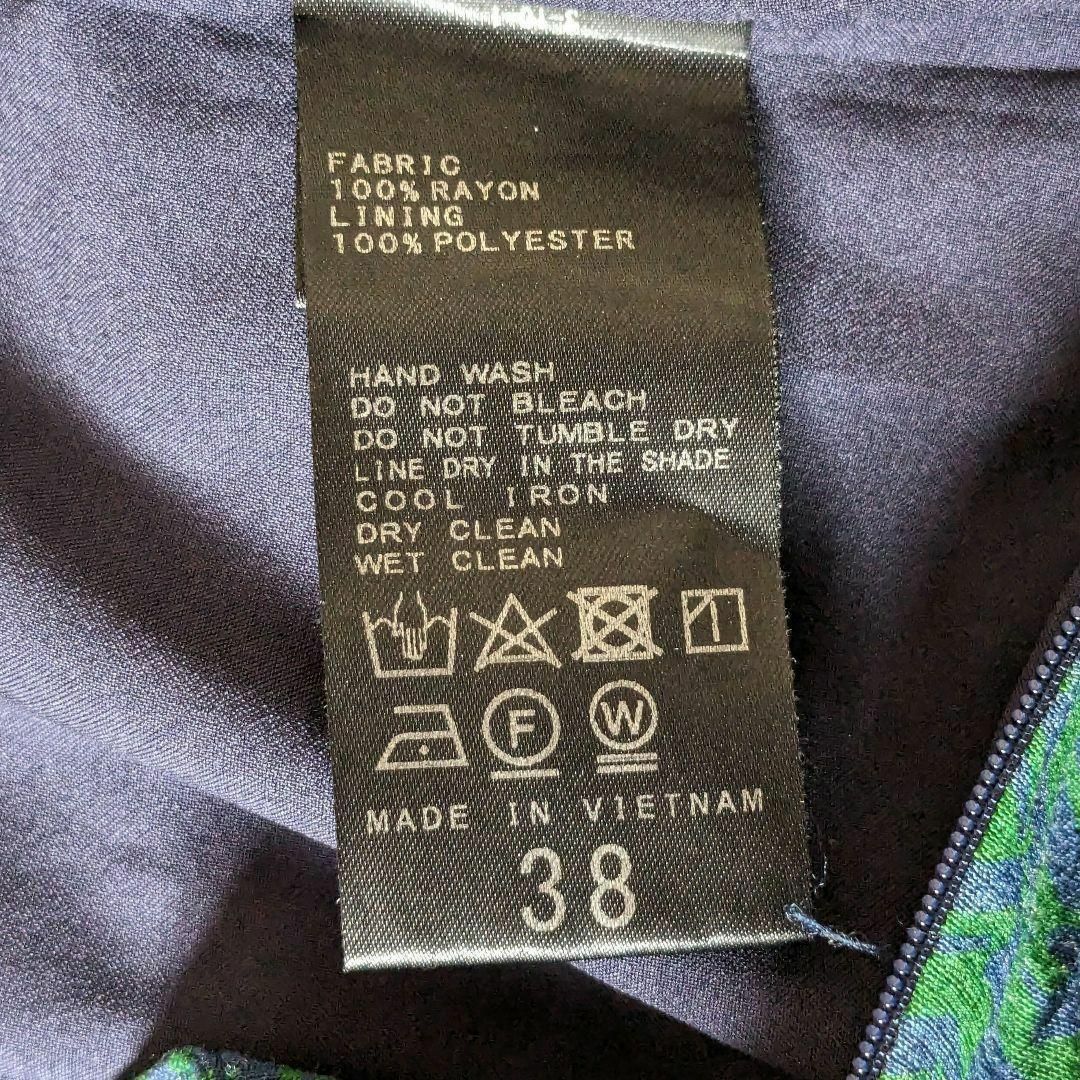 FABRIC
100% RAYON
LINING
100% POLYESTER
HAND WASH
DO NOT BLEACH
DO NOT TUMBLE DRY
LINE DRY IN THE SHADE
COOL IRON
DRY CLEAN
WET CLEAN
F W
MADE IN VIETNAM
38